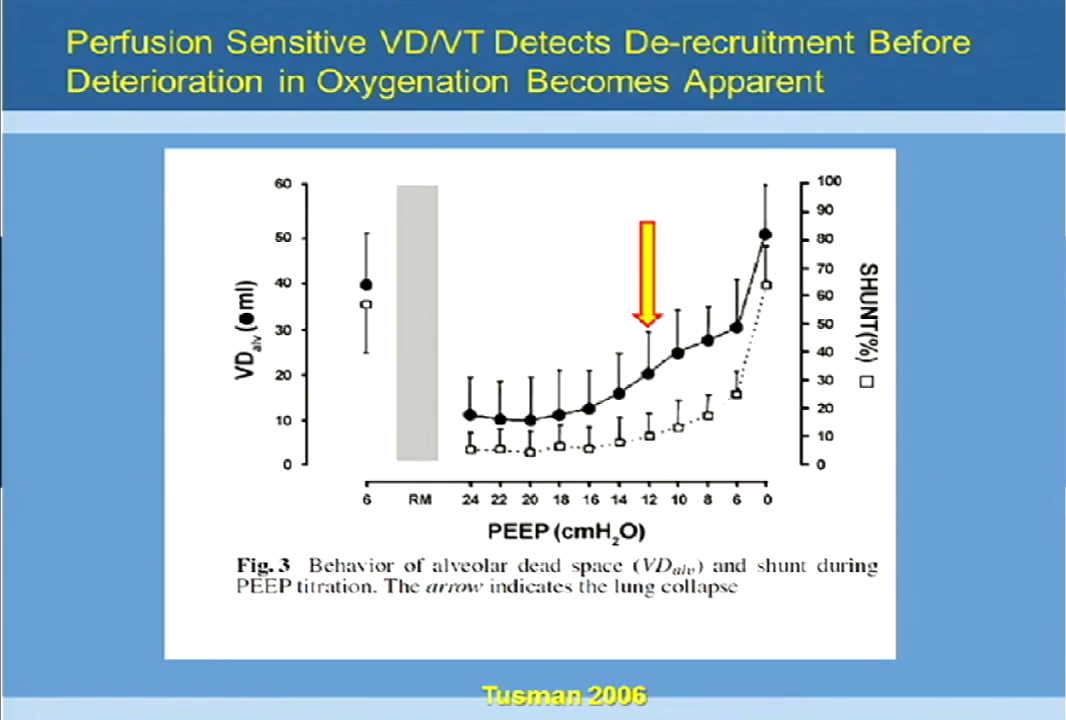 Perfusion Sensitive VD/VT Detects De-recruitment Before
Deterioration in Oxygenation Becomes Apparent
60
50
40
30
20
10
0
VDalv (●ml)
100
90
80
70
60
50
40
30
20
10
0
SHUNT(%) □
6 RM 24 22 20 18 16 14 12 10 8 6 0
PEEP (cmH2O)
Fig. 3 Behavior of alveolar dead space (VDalv) and shunt during
PEEP titration. The arrow indicates the lung collapse
Tusman 2006